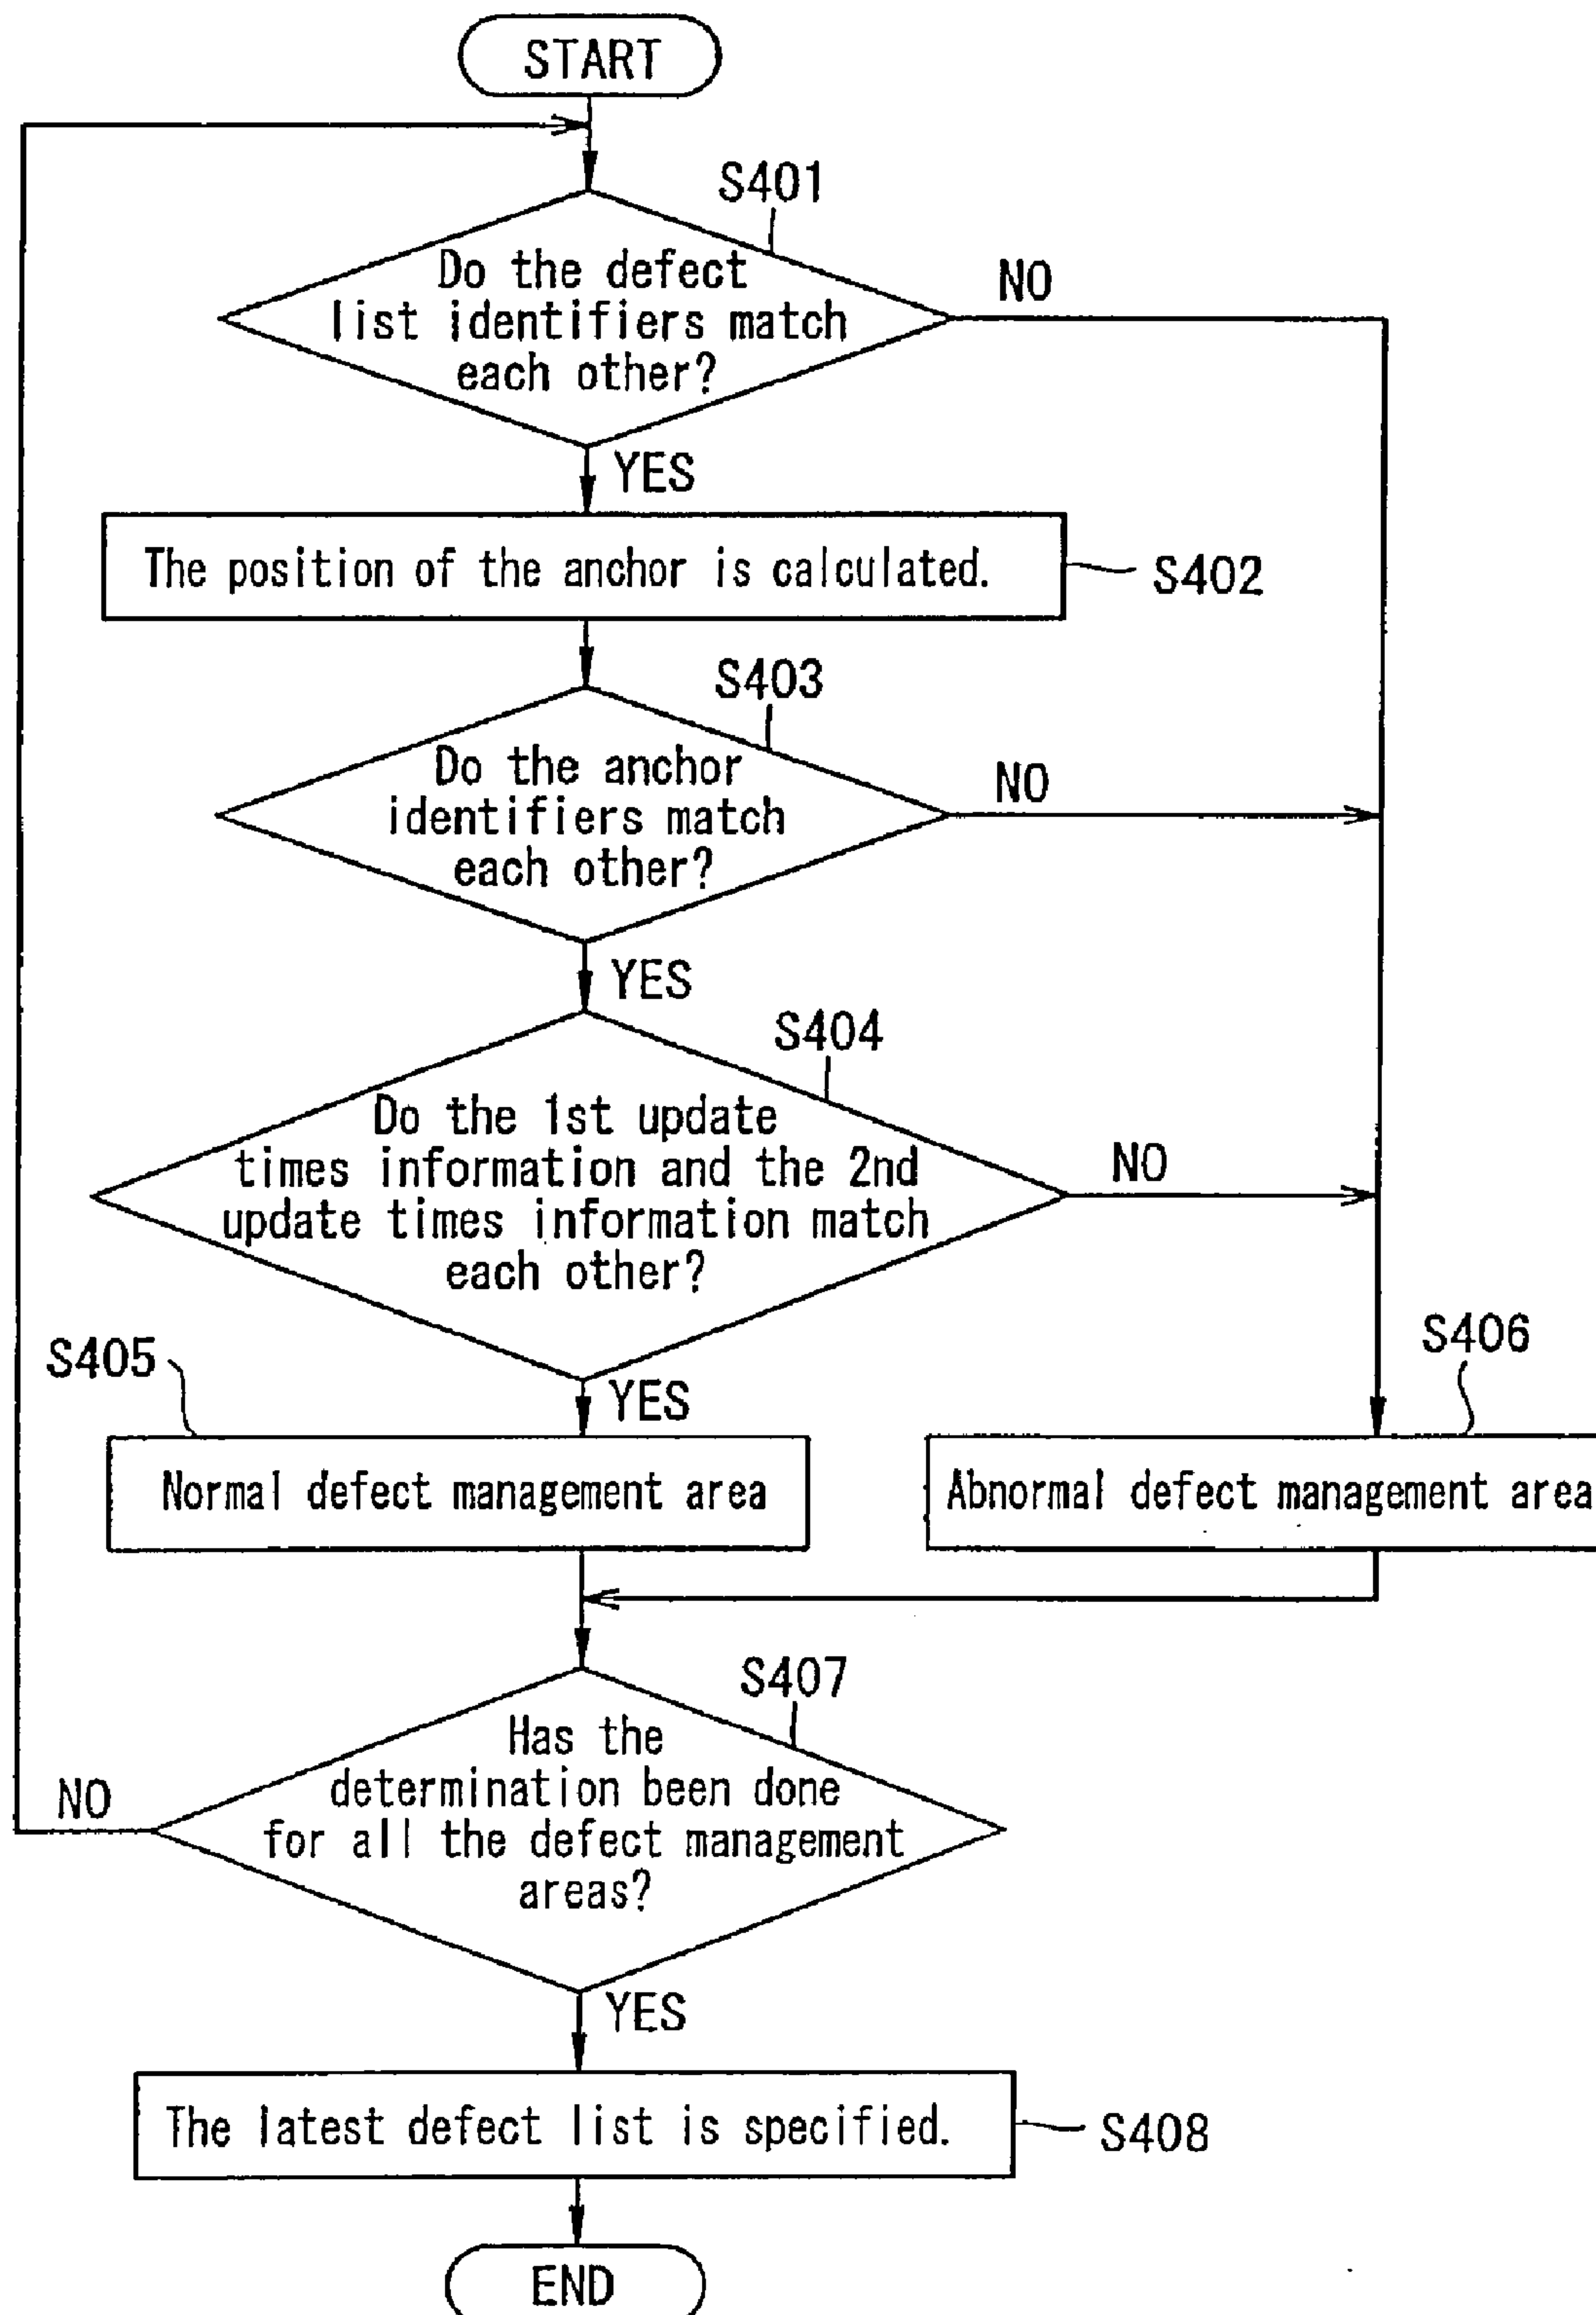 START
S401
Do the defect
list identifiers match
each other?
NO
YES
The position of the anchor is calculated.
S402
S403
Do the anchor
identifiers match
each other?
NO
YES
S404
Do the 1st update
times information and the 2nd
update times information match
each other?
NO
S405
YES
S406
Normal defect management area
Abnormal defect management area
S407
Has the
determination been done
for all the defect management
areas?
NO
YES
The latest defect list is specified.
S408
END